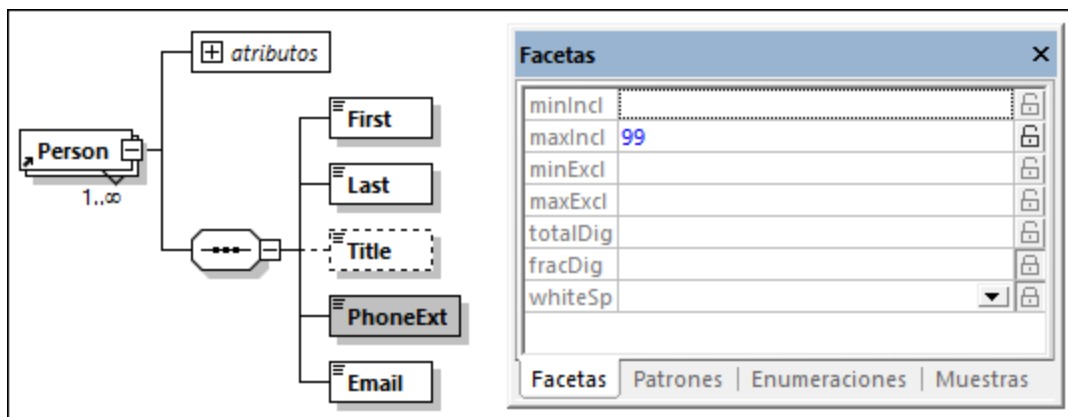 atributos
Person
1..∞
First
Last
Title
PhoneExt
Email
Facetas
minIncl
maxIncl 99
minExcl
maxExcl
totalDig
fracDig
whiteSp
Facetas Patrones Enumeraciones Muestras